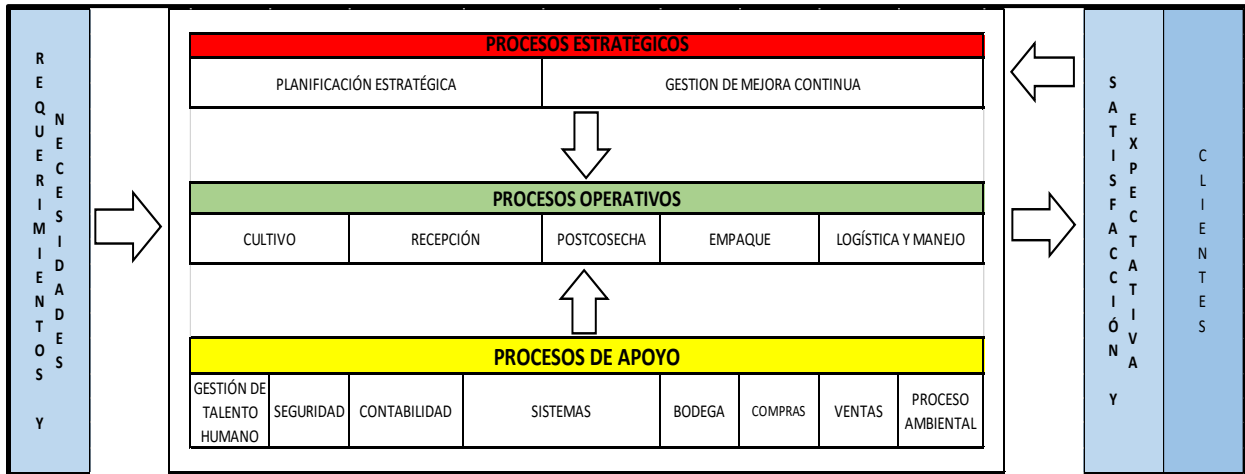 REQUERIMIENTOS Y
NECESIDADES
PROCESOS ESTRATÉGICOS
PLANIFICACIÓN ESTRATÉGICA
GESTION DE MEJORA CONTINUA
PROCESOS OPERATIVOS
CULTIVO
RECEPCIÓN
POSTCOSECHA
EMPAQUE
LOGÍSTICA Y MANEJO
PROCESOS DE APOYO
GESTIÓN DE
TALENTO
HUMANO
SEGURIDAD
CONTABILIDAD
SISTEMAS
BODEGA
COMPRAS
VENTAS
PROCESO
AMBIENTAL
SATISFACCIÓN Y
EXPECTATIVA
CLIENTES